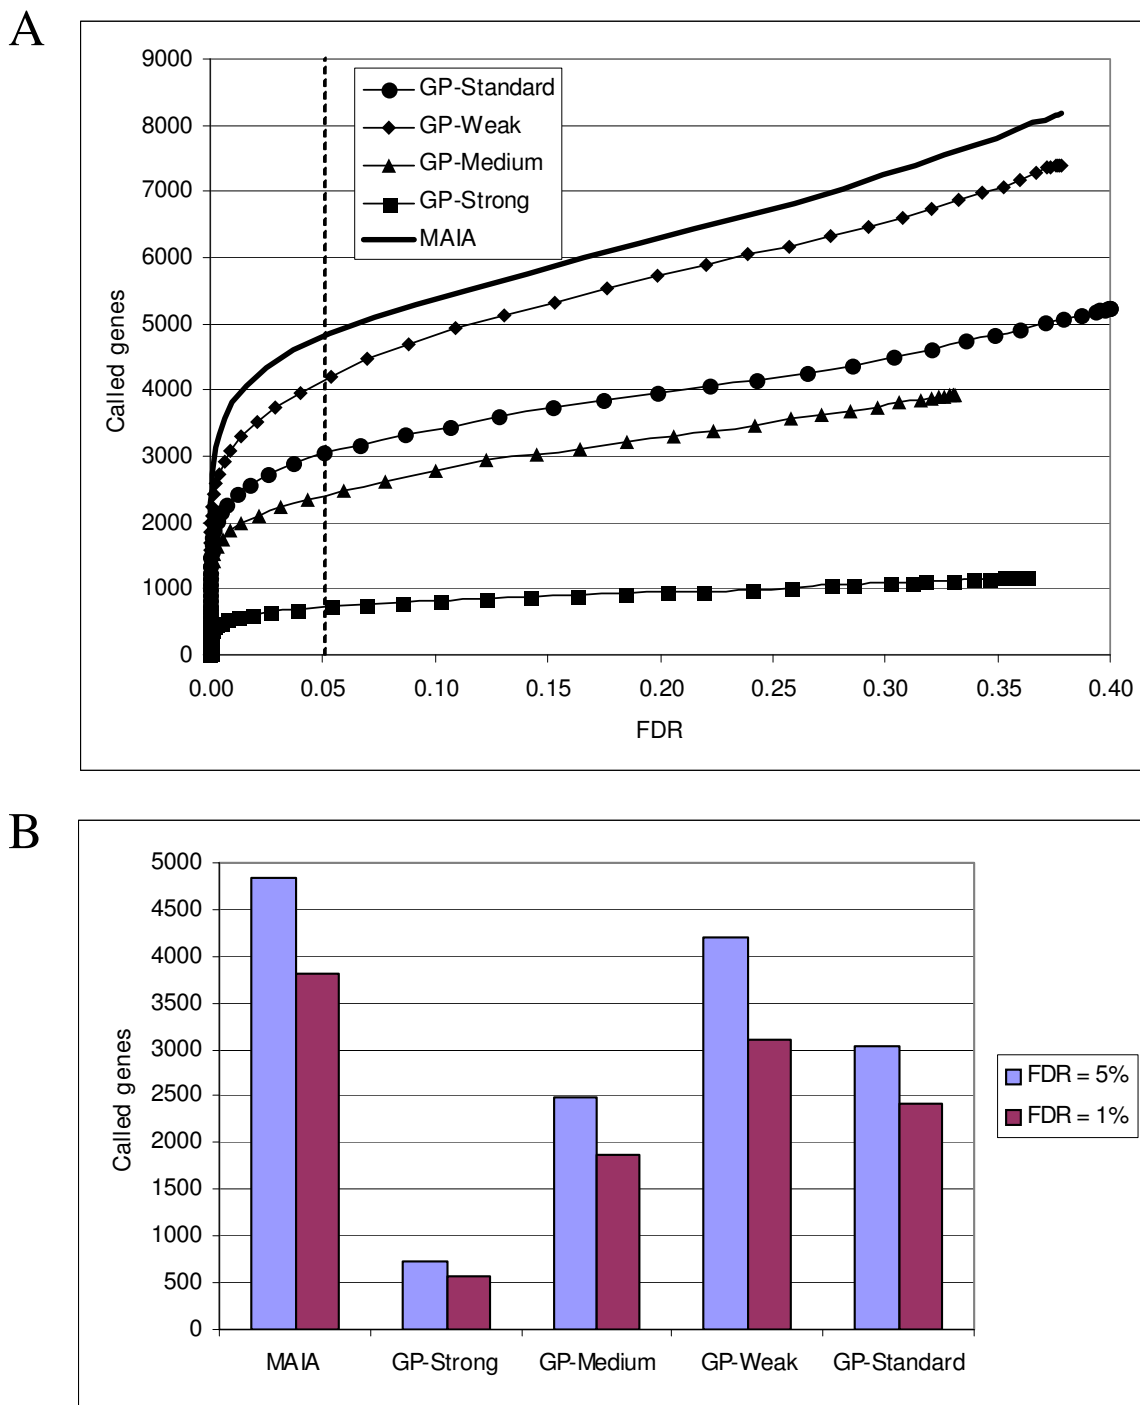 A
9000
8000
7000
6000
5000
4000
3000
2000
1000
0
Called genes
GP-Standard
GP-Weak
GP-Medium
GP-Strong
MAIA
0.00 0.05 0.10 0.15 0.20 0.25 0.30 0.35 0.40
FDR
B
5000
4500
4000
3500
3000
2500
2000
1500
1000
500
0
Called genes
MAIA GP-Strong GP-Medium GP-Weak GP-Standard
FDR = 5%
FDR = 1%